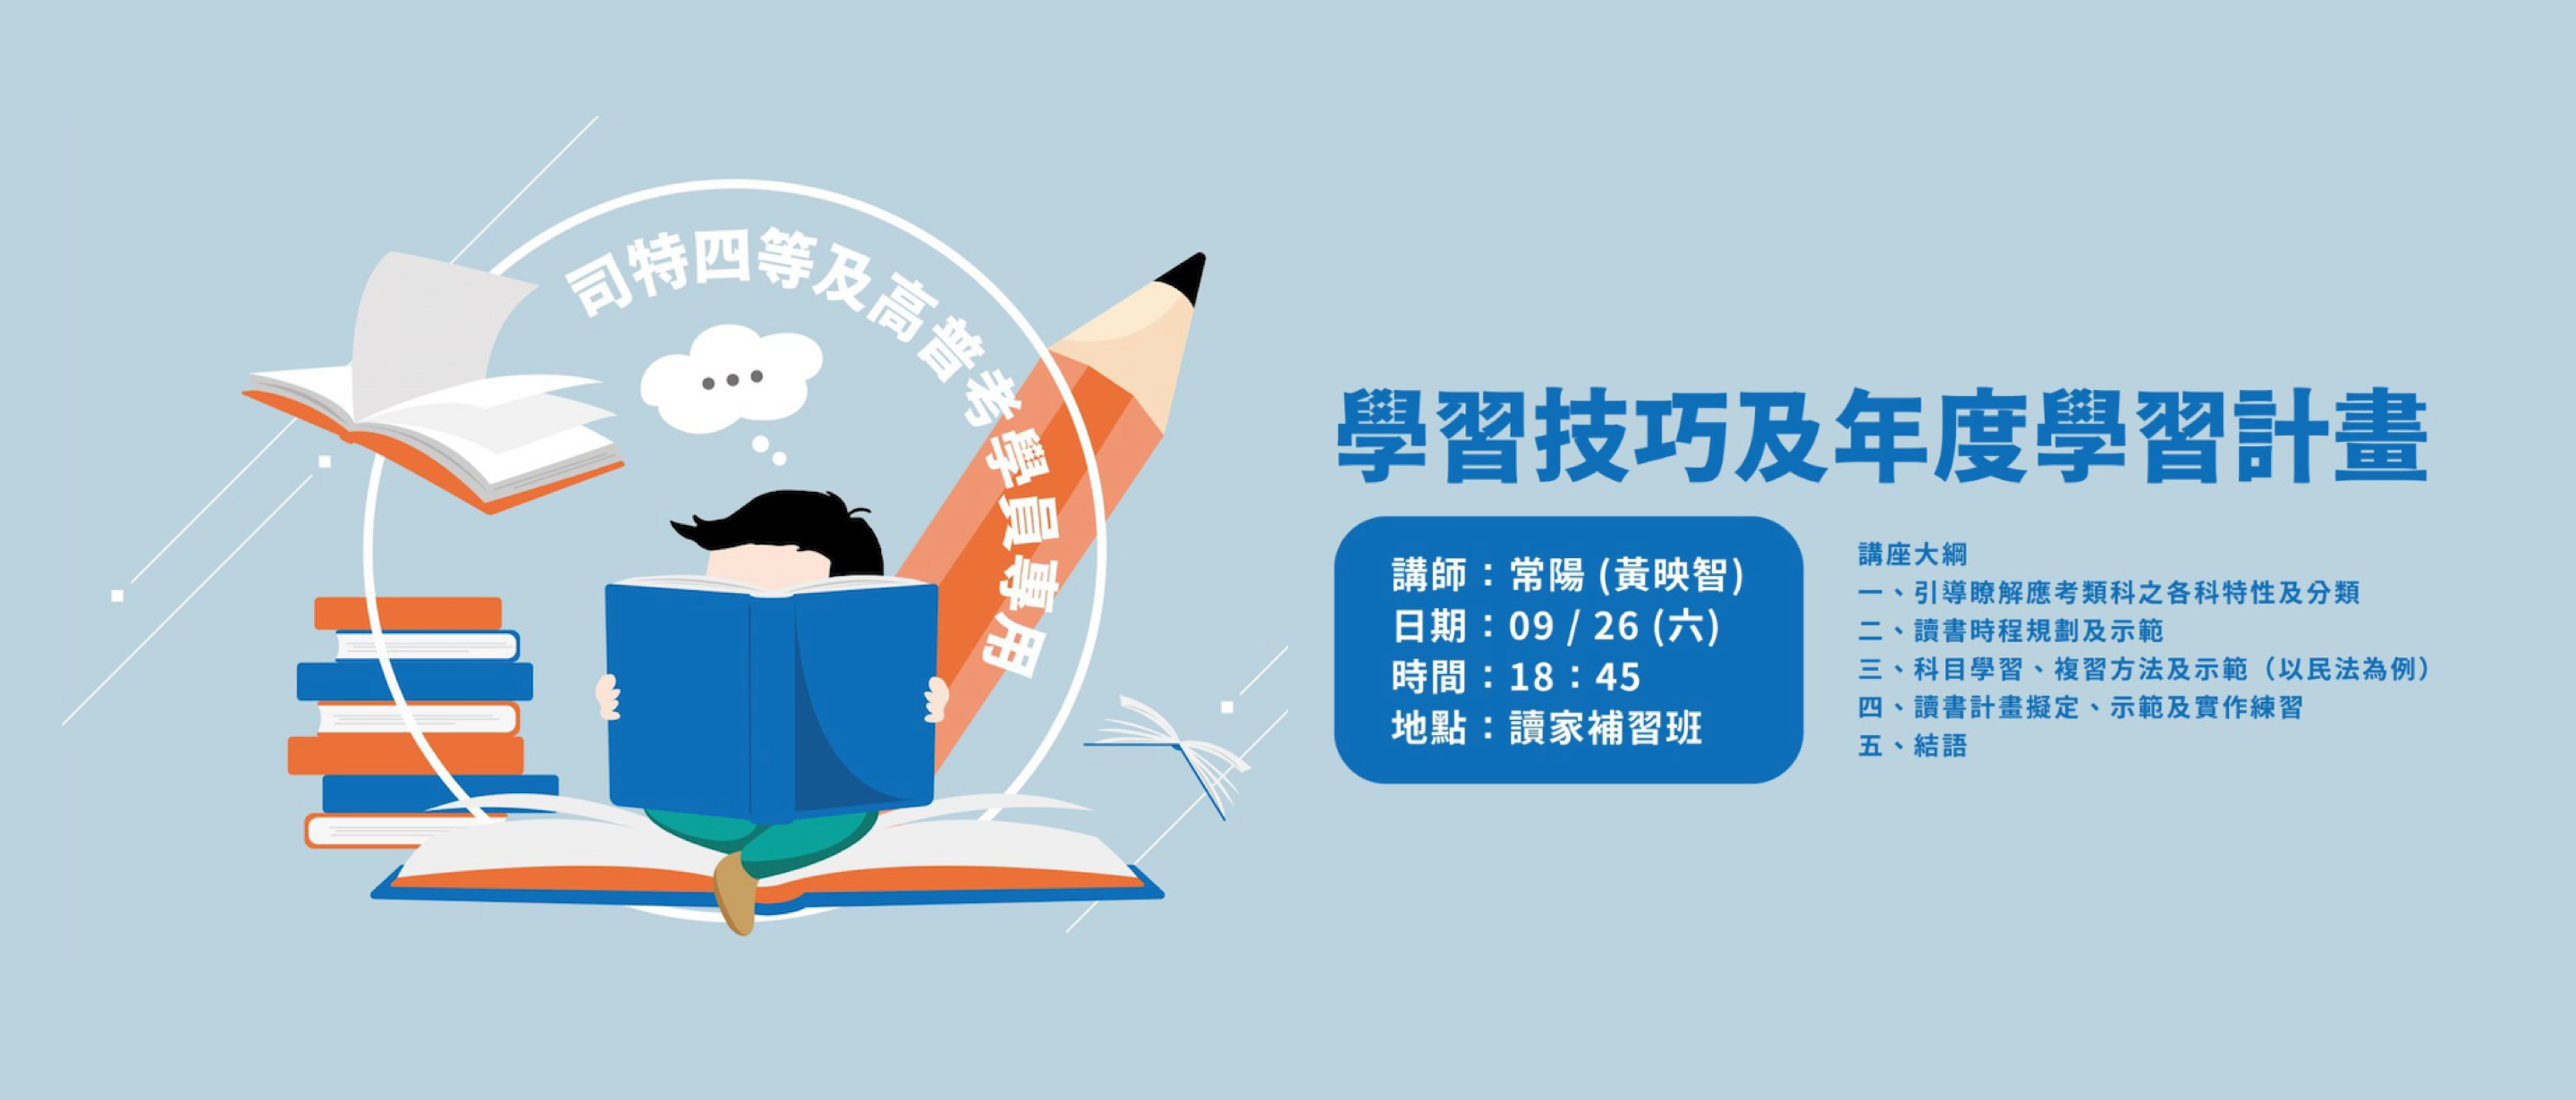 司特四等及高普考學員專用
學習技巧及年度學習計畫
講師：常陽 (黃映智)
日期：09 / 26 (六)
時間：18：45
地點：讀家補習班
講座大綱
一、引導瞭解應考類科之各科特性及分類
二、讀書時程規劃及示範
三、科目學習、複習方法及示範（以民法為例）
四、讀書計畫擬定、示範及實作練習
五、結語